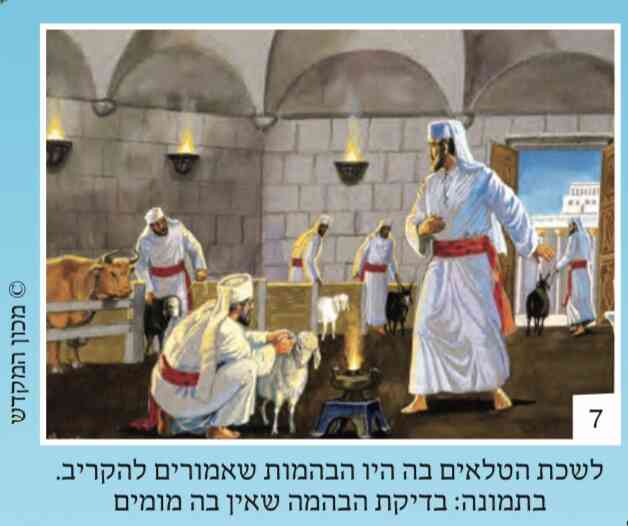 © מכון המקדש
7
לשכת הטלאים בה היו הבהמות שאמורים להקריב.
בתמונה: בדיקת הבהמה שאין בה מומים